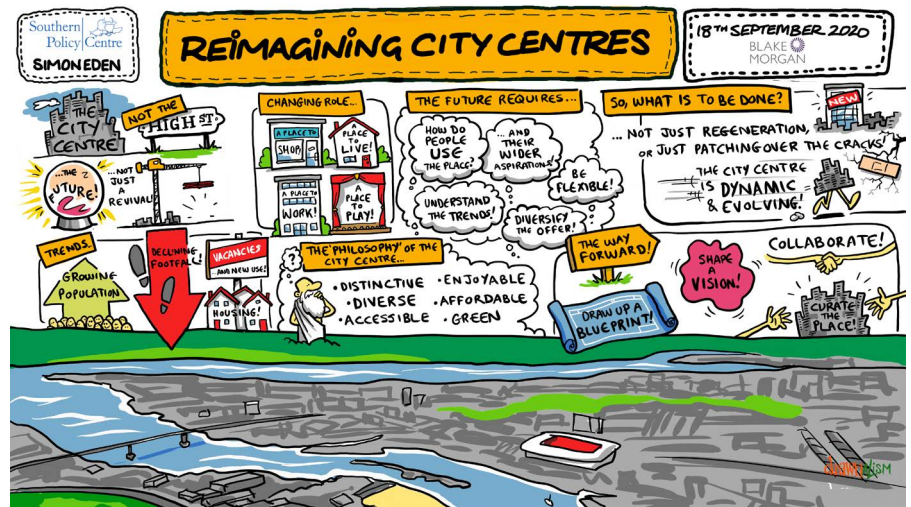 Southern
Policy Centre
SIMON EDEN
REIMAGINING CITY CENTRES
18TH SEPTEMBER 2020
BLAKE
MORGAN
THE
CITY
CENTRE
NOT THE
HIGH ST.
...THE
FUTURE!
...NOT
JUST
A
REVIVAL
CHANGING ROLE...
A PLACE TO
SHOP!
A
PLACE
TO
LIVE!
A PLACE TO
WORK!
A
PLACE
TO
PLAY!
THE FUTURE REQUIRES...
HOW DO
PEOPLE
USE
THE PLACE?
...AND
THEIR
WIDER
ASPIRATIONS
UNDERSTAND
THE TRENDS!
BE
FLEXIBLE!
DIVERSIFY
THE OFFER!
SO, WHAT IS TO BE DONE?
... NOT JUST REGENERATION,
OR JUST PATCHING OVER THE CRACKS!
NEW
THE CITY CENTRE
IS DYNAMIC
& EVOLVING!
TRENDS.
GROWING
POPULATION
DECLINING
FOOTFALL!
VACANCIES
...AND NEW USE!
HOUSING!
?
THE 'PHILOSOPHY' OF THE
CITY CENTRE...
• DISTINCTIVE
• DIVERSE
• ACCESSIBLE
• ENJOYABLE
• AFFORDABLE
• GREEN
THE WAY
FORWARD!
DRAW UP A
BLUEPRINT!
SHAPE
A
VISION!
COLLABORATE!
CURATE
THE
PLACE!